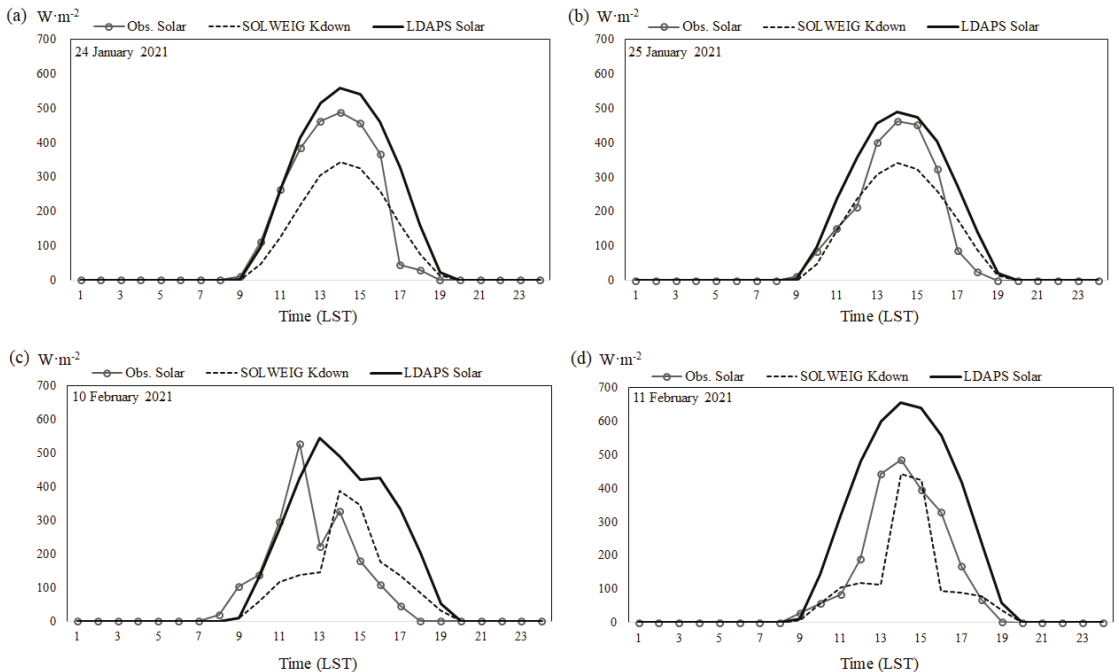 (a) W·m-2
Obs. Solar SOLWEIG Kdown LDAPS Solar
700
24 January 2021
600
500
400
300
200
100
0
1 3 5 7 9 11 13 15 17 19 21 23
Time (LST)
(b) W·m-2
Obs. Solar SOLWEIG Kdown LDAPS Solar
700
25 January 2021
600
500
400
300
200
100
0
1 3 5 7 9 11 13 15 17 19 21 23
Time (LST)
(c) W·m-2
Obs. Solar SOLWEIG Kdown LDAPS Solar
700
10 February 2021
600
500
400
300
200
100
0
1 3 5 7 9 11 13 15 17 19 21 23
Time (LST)
(d) W·m-2
Obs. Solar SOLWEIG Kdown LDAPS Solar
700
11 February 2021
600
500
400
300
200
100
0
1 3 5 7 9 11 13 15 17 19 21 23
Time (LST)